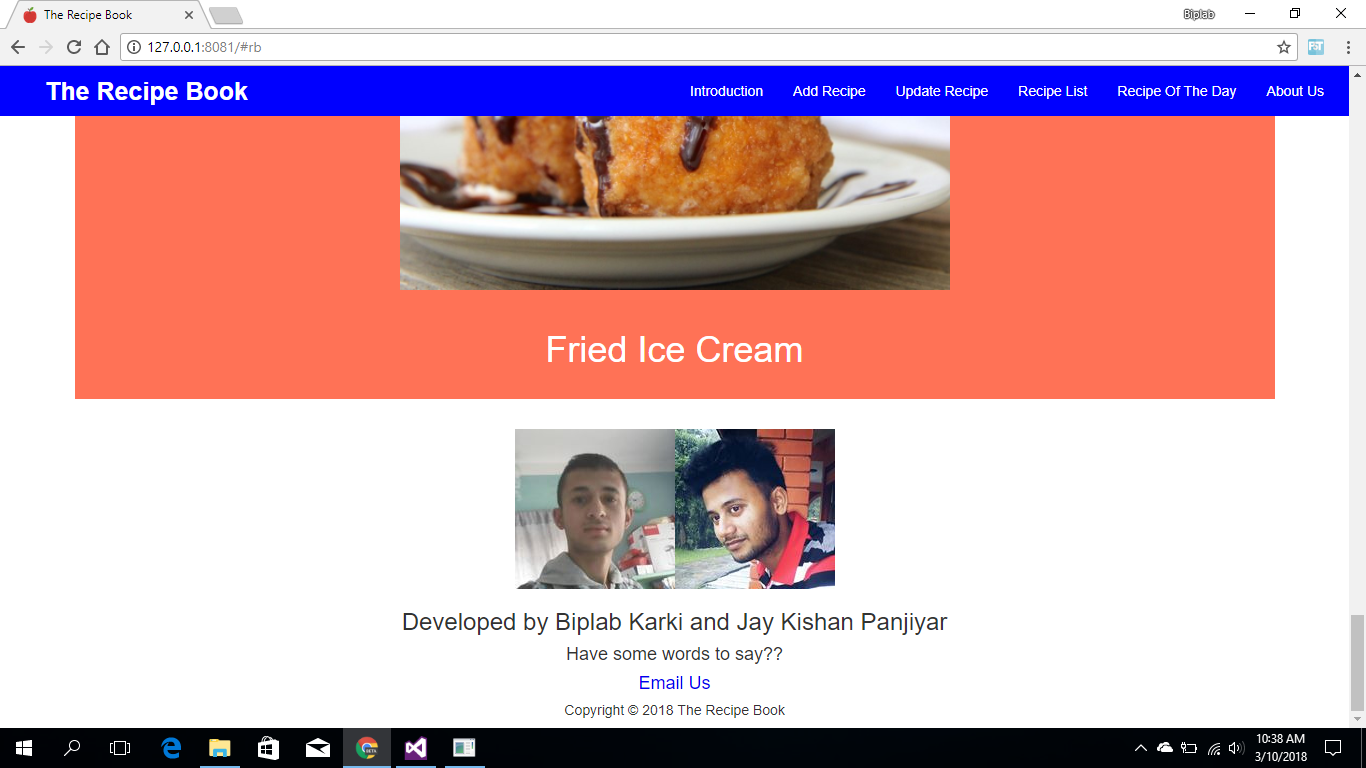 The Recipe Book
Biplab
127.0.0.1:8081/#rb
The Recipe Book
Introduction
Add Recipe
Update Recipe
Recipe List
Recipe Of The Day
About Us
Fried Ice Cream
Developed by Biplab Karki and Jay Kishan Panjiyar
Have some words to say??
Email Us
Copyright © 2018 The Recipe Book
10:38 AM
3/10/2018